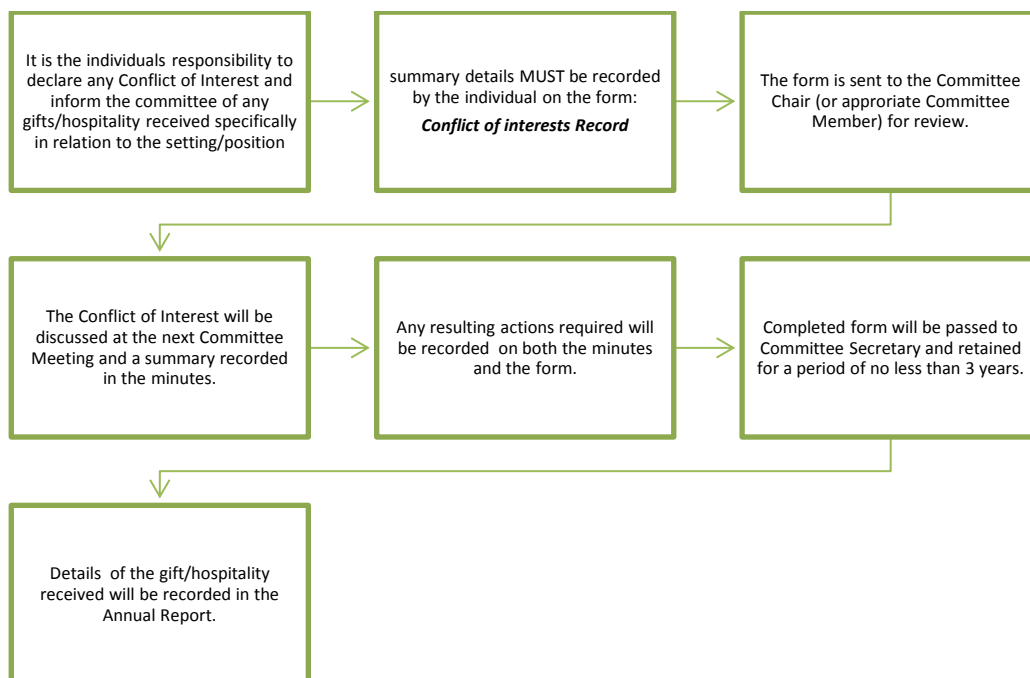 It is the individuals responsibility to
declare any Conflict of Interest and
inform the committee of any
gifts/hospitality received specifically
in relation to the setting/position
summary details MUST be recorded
by the individual on the form:
Conflict of interests Record
The form is sent to the Committee
Chair (or approriate Committee
Member) for review.
The Conflict of Interest will be
discussed at the next Committee
Meeting and a summary recorded
in the minutes.
Any resulting actions required will
be recorded on both the minutes
and the form.
Completed form will be passed to
Committee Secretary and retained
for a period of no less than 3 years.
Details of the gift/hospitality
received will be recorded in the
Annual Report.